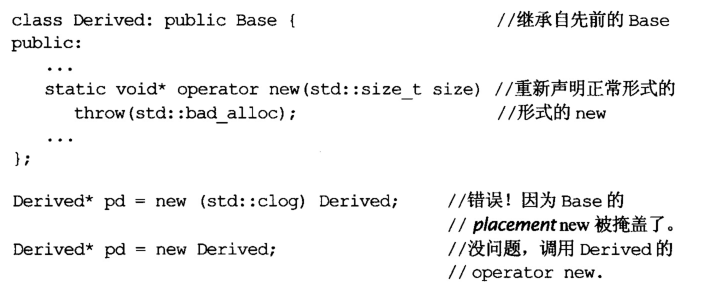 class Derived: public Base { //继承自先前的 Base
public:
...
static void* operator new(std::size_t size) //重新声明正常形式的
throw(std::bad_alloc); //形式的 new
...
};
Derived* pd = new (std::clog) Derived; //错误！因为 Base 的
// placement new 被掩盖了。
Derived* pd = new Derived; //没问题，调用 Derived 的
// operator new.